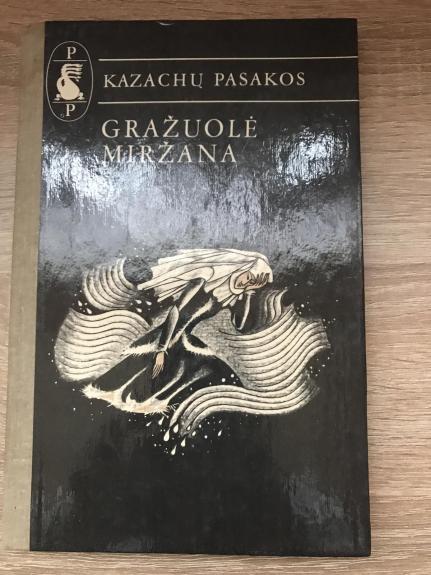 P
P
KAZACHŲ PASAKOS
GRAŽUOLĖ
MIRŽANA